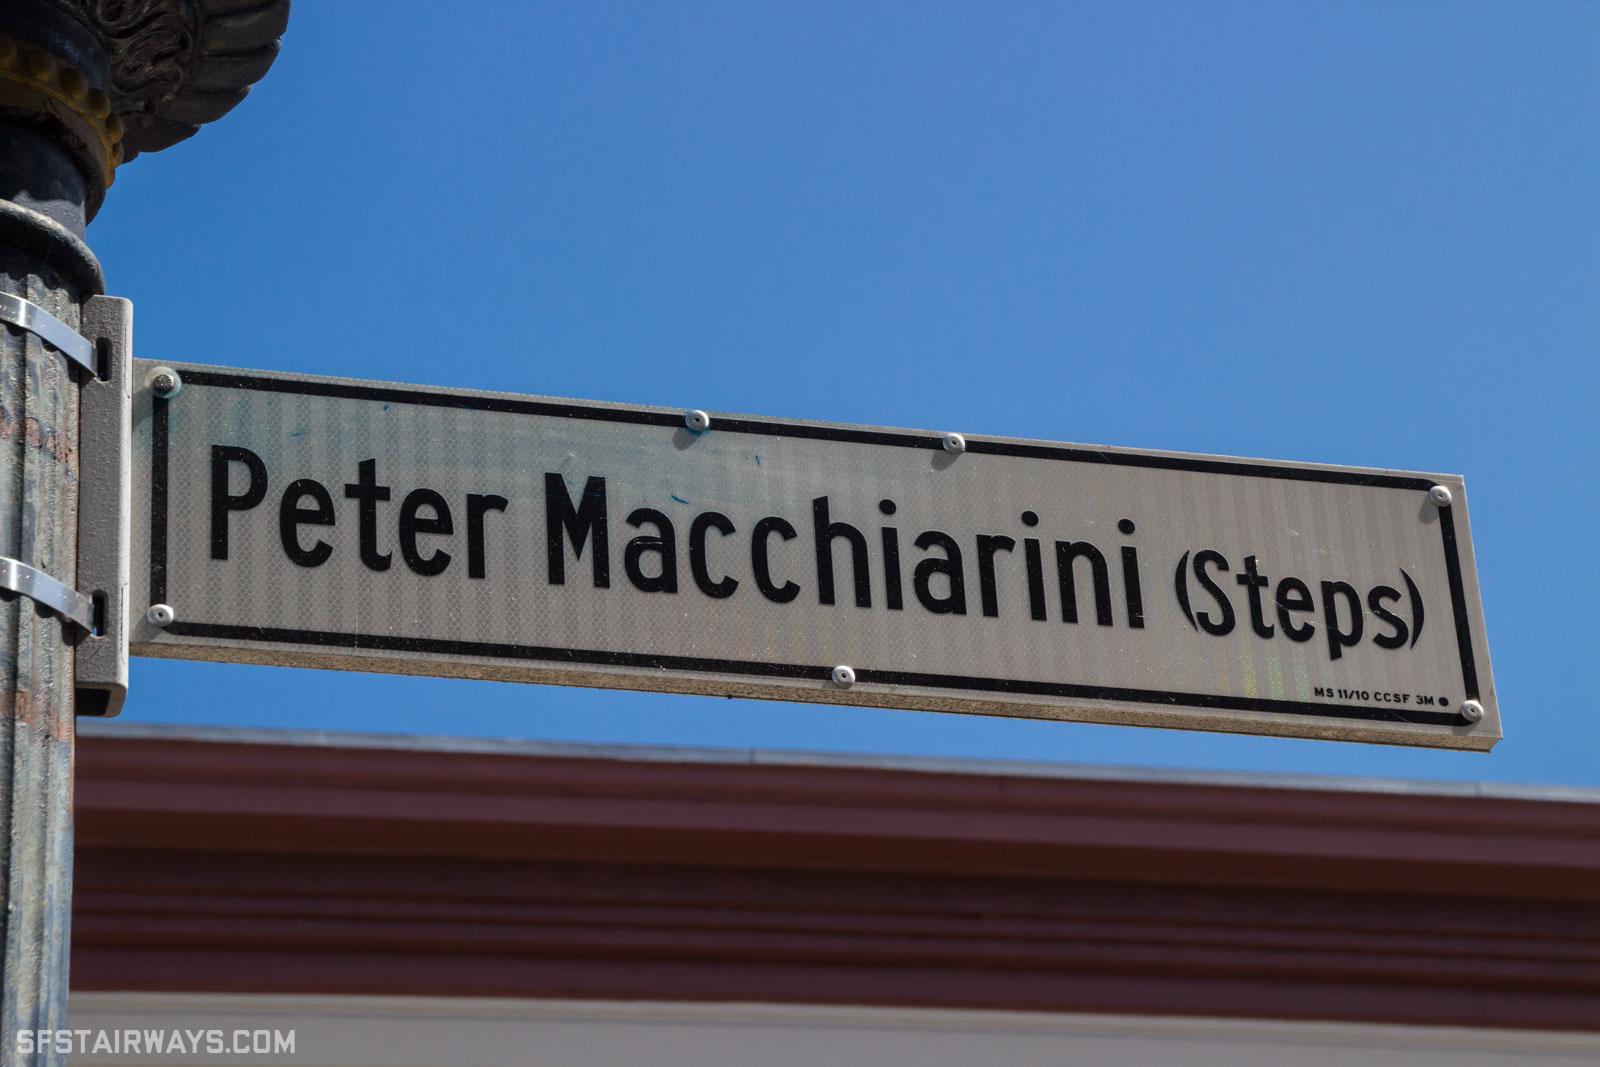 Peter Macchiarini (Steps)
MS 11/10 CCSF 3M
SFSTAIRWAYS.COM